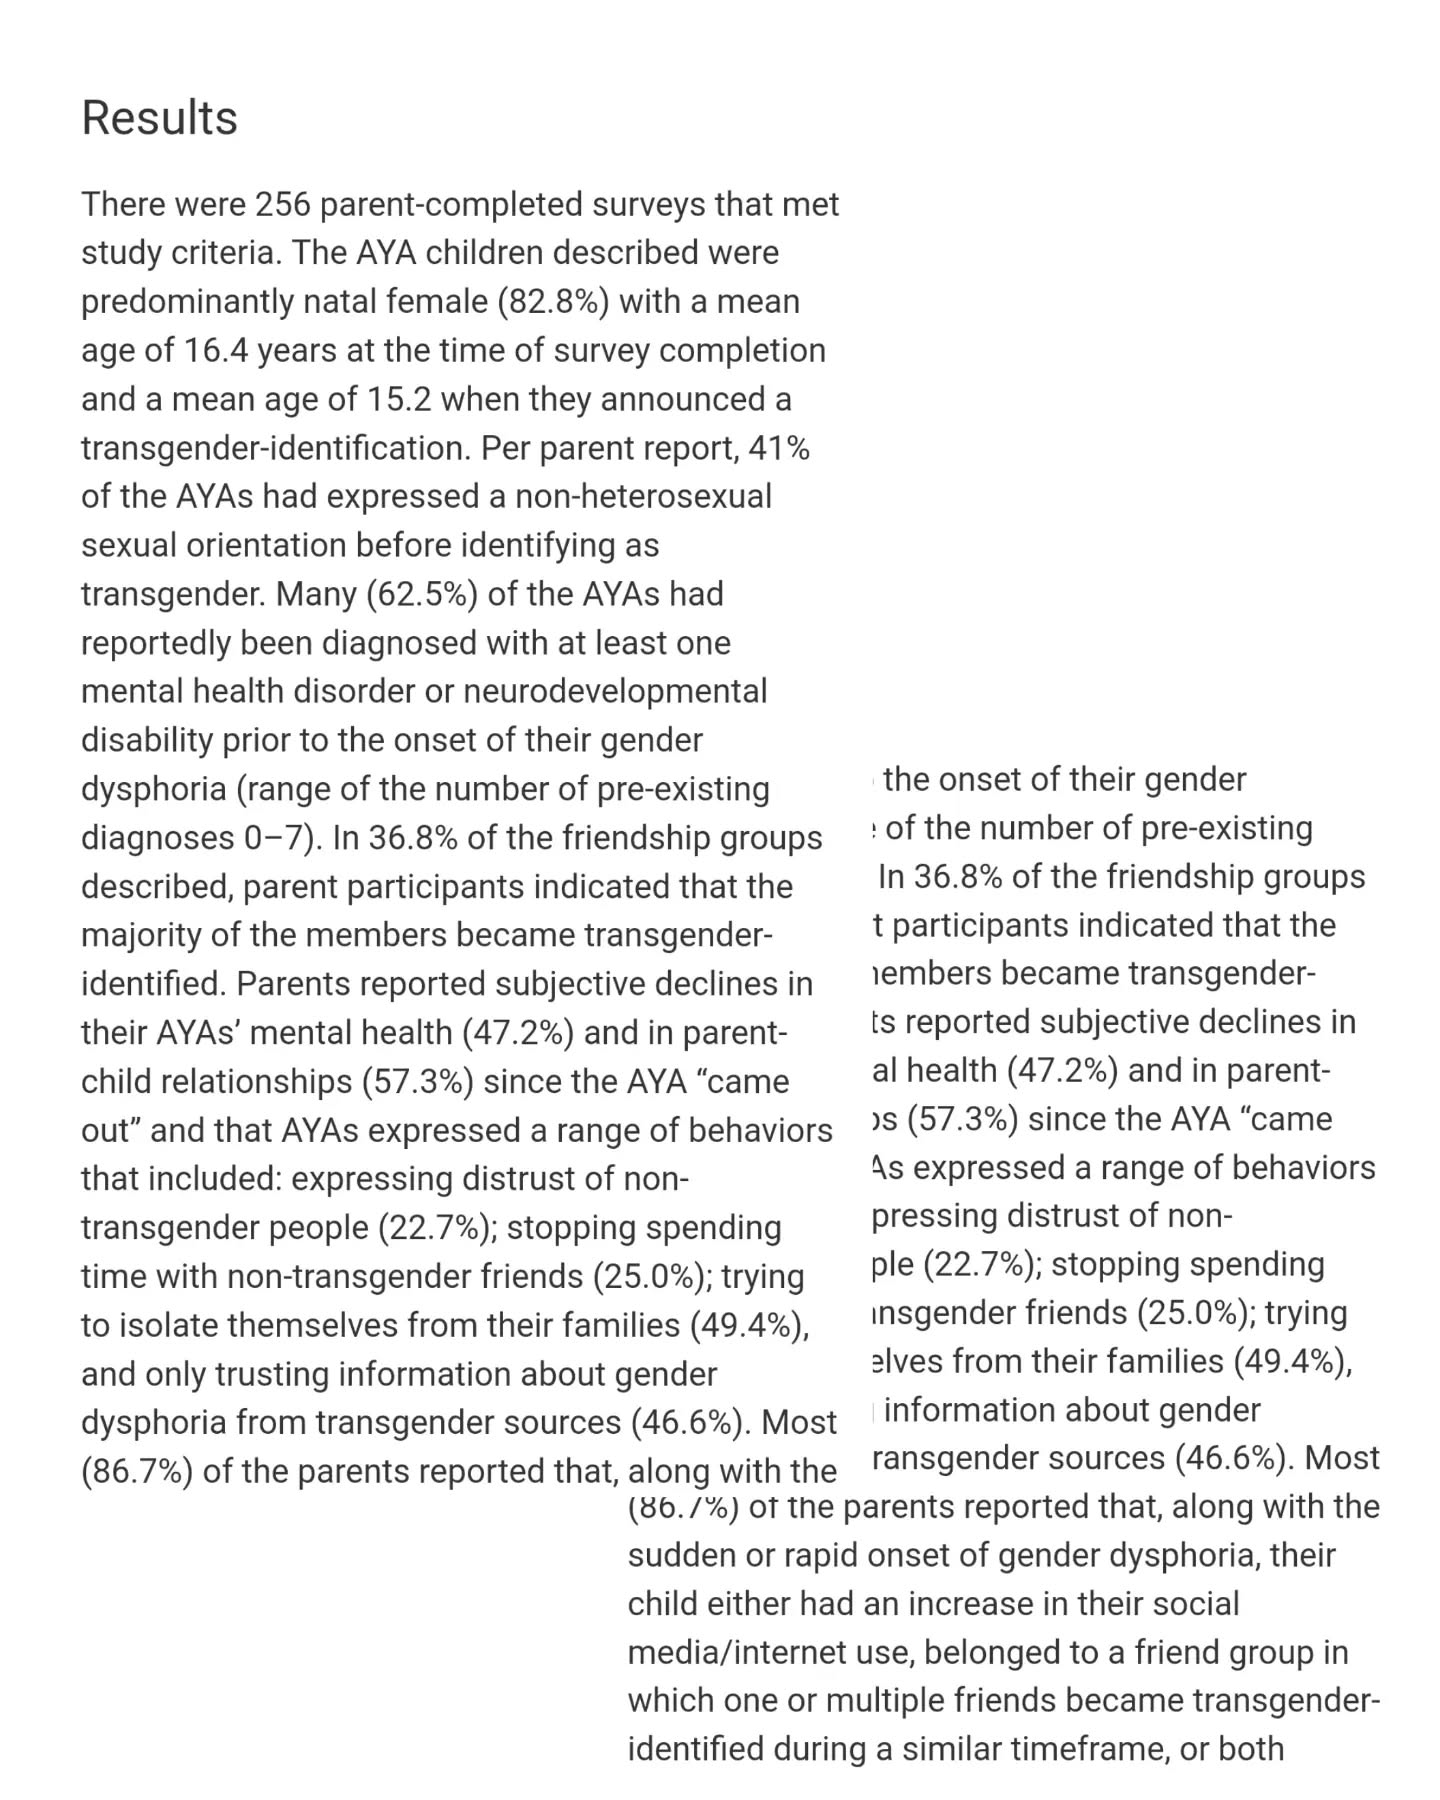 Results
There were 256 parent-completed surveys that met
study criteria. The AYA children described were
predominantly natal female (82.8%) with a mean
age of 16.4 years at the time of survey completion
and a mean age of 15.2 when they announced a
transgender-identification. Per parent report, 41%
of the AYAs had expressed a non-heterosexual
sexual orientation before identifying as
transgender. Many (62.5%) of the AYAs had
reportedly been diagnosed with at least one
mental health disorder or neurodevelopmental
disability prior to the onset of their gender
dysphoria (range of the number of pre-existing
diagnoses 0–7). In 36.8% of the friendship groups
described, parent participants indicated that the
majority of the members became transgender-
identified. Parents reported subjective declines in
their AYAs’ mental health (47.2%) and in parent-
child relationships (57.3%) since the AYA “came
out” and that AYAs expressed a range of behaviors
that included: expressing distrust of non-
transgender people (22.7%); stopping spending
time with non-transgender friends (25.0%); trying
to isolate themselves from their families (49.4%),
and only trusting information about gender
dysphoria from transgender sources (46.6%). Most
(86.7%) of the parents reported that, along with the
the onset of their gender
of the number of pre-existing
In 36.8% of the friendship groups
t participants indicated that the
embers became transgender-
ts reported subjective declines in
al health (47.2%) and in parent-
s (57.3%) since the AYA “came
As expressed a range of behaviors
pressing distrust of non-
ple (22.7%); stopping spending
nsgender friends (25.0%); trying
elves from their families (49.4%),
information about gender
ransgender sources (46.6%). Most
(86.7%) of the parents reported that, along with the
sudden or rapid onset of gender dysphoria, their
child either had an increase in their social
media/internet use, belonged to a friend group in
which one or multiple friends became transgender-
identified during a similar timeframe, or both